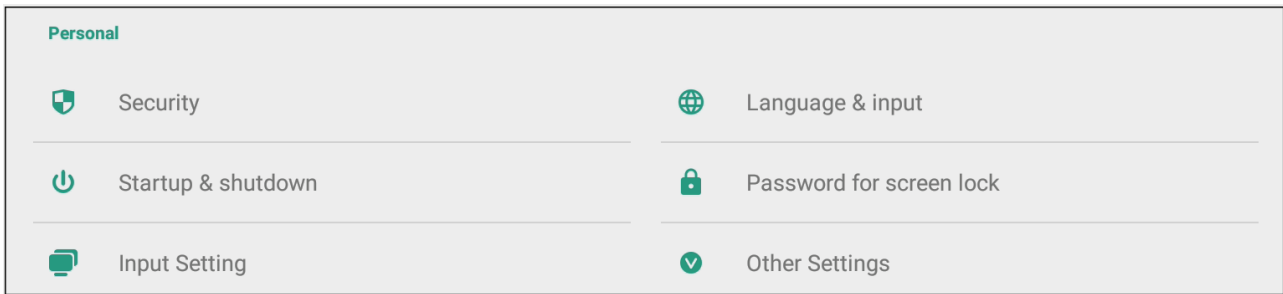 Personal
Security
Language & input
Startup & shutdown
Password for screen lock
Input Setting
Other Settings